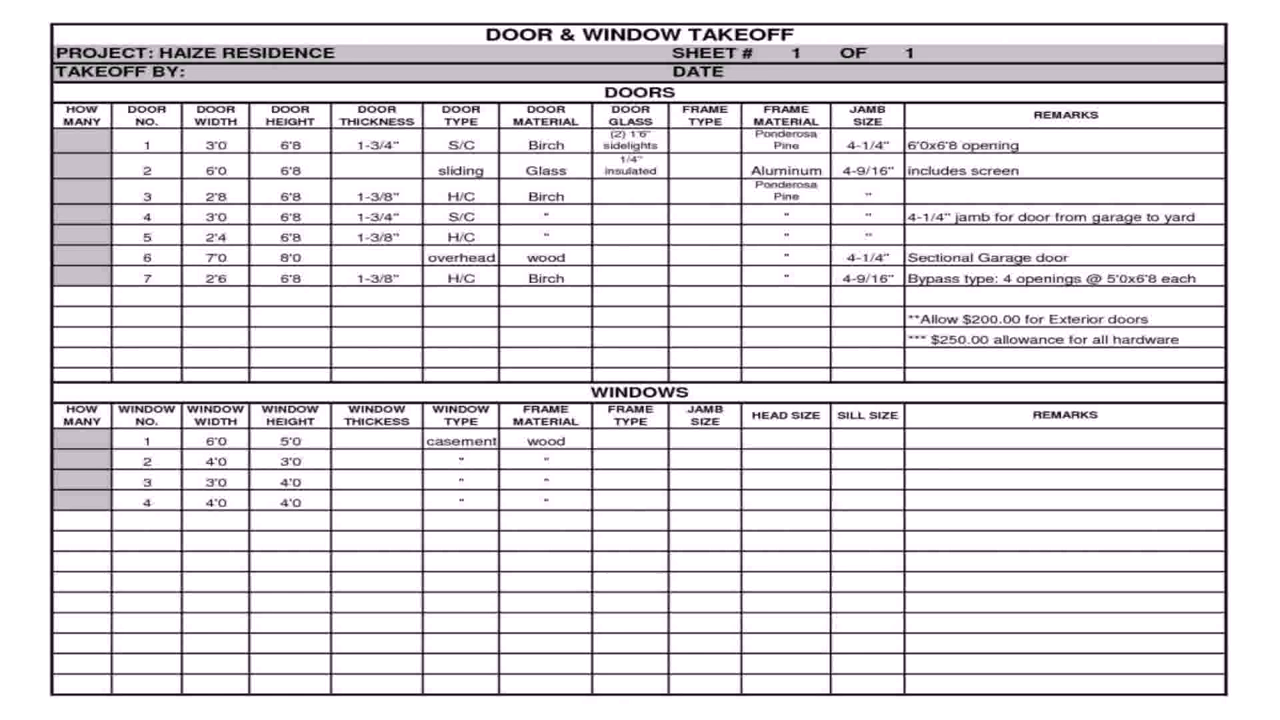 DOOR & WINDOW TAKEOFF
PROJECT: HAIZE RESIDENCE SHEET # 1 OF 1
TAKEOFF BY: DATE
DOORS
HOW MANY DOOR NO. DOOR WIDTH DOOR HEIGHT DOOR THICKNESS DOOR TYPE DOOR MATERIAL DOOR GLASS FRAME TYPE FRAME MATERIAL JAMB SIZE REMARKS
1 3'0 6'8 1-3/4" S/C Birch (2) 1'6" sidelights Ponderosa Pine 4-1/4" 6'0x6'8 opening
2 6'0 6'8 sliding Glass 1/4" insulated Aluminum 4-9/16" includes screen
3 2'8 6'8 1-3/8" H/C Birch Ponderosa Pine "
4 3'0 6'8 1-3/4" S/C " " " 4-1/4" jamb for door from garage to yard
5 2'4 6'8 1-3/8" H/C " " "
6 7'0 8'0 overhead wood " 4-1/4" Sectional Garage door
7 2'6 6'8 1-3/8" H/C Birch " 4-9/16" Bypass type: 4 openings @ 5'0x6'8 each
**Allow $200.00 for Exterior doors
*** $250.00 allowance for all hardware
WINDOWS
HOW MANY WINDOW NO. WINDOW WIDTH WINDOW HEIGHT WINDOW THICKESS WINDOW TYPE FRAME MATERIAL FRAME TYPE JAMB SIZE HEAD SIZE SILL SIZE REMARKS
1 6'0 5'0 casement wood
2 4'0 3'0 " "
3 3'0 4'0 " "
4 4'0 4'0 " "